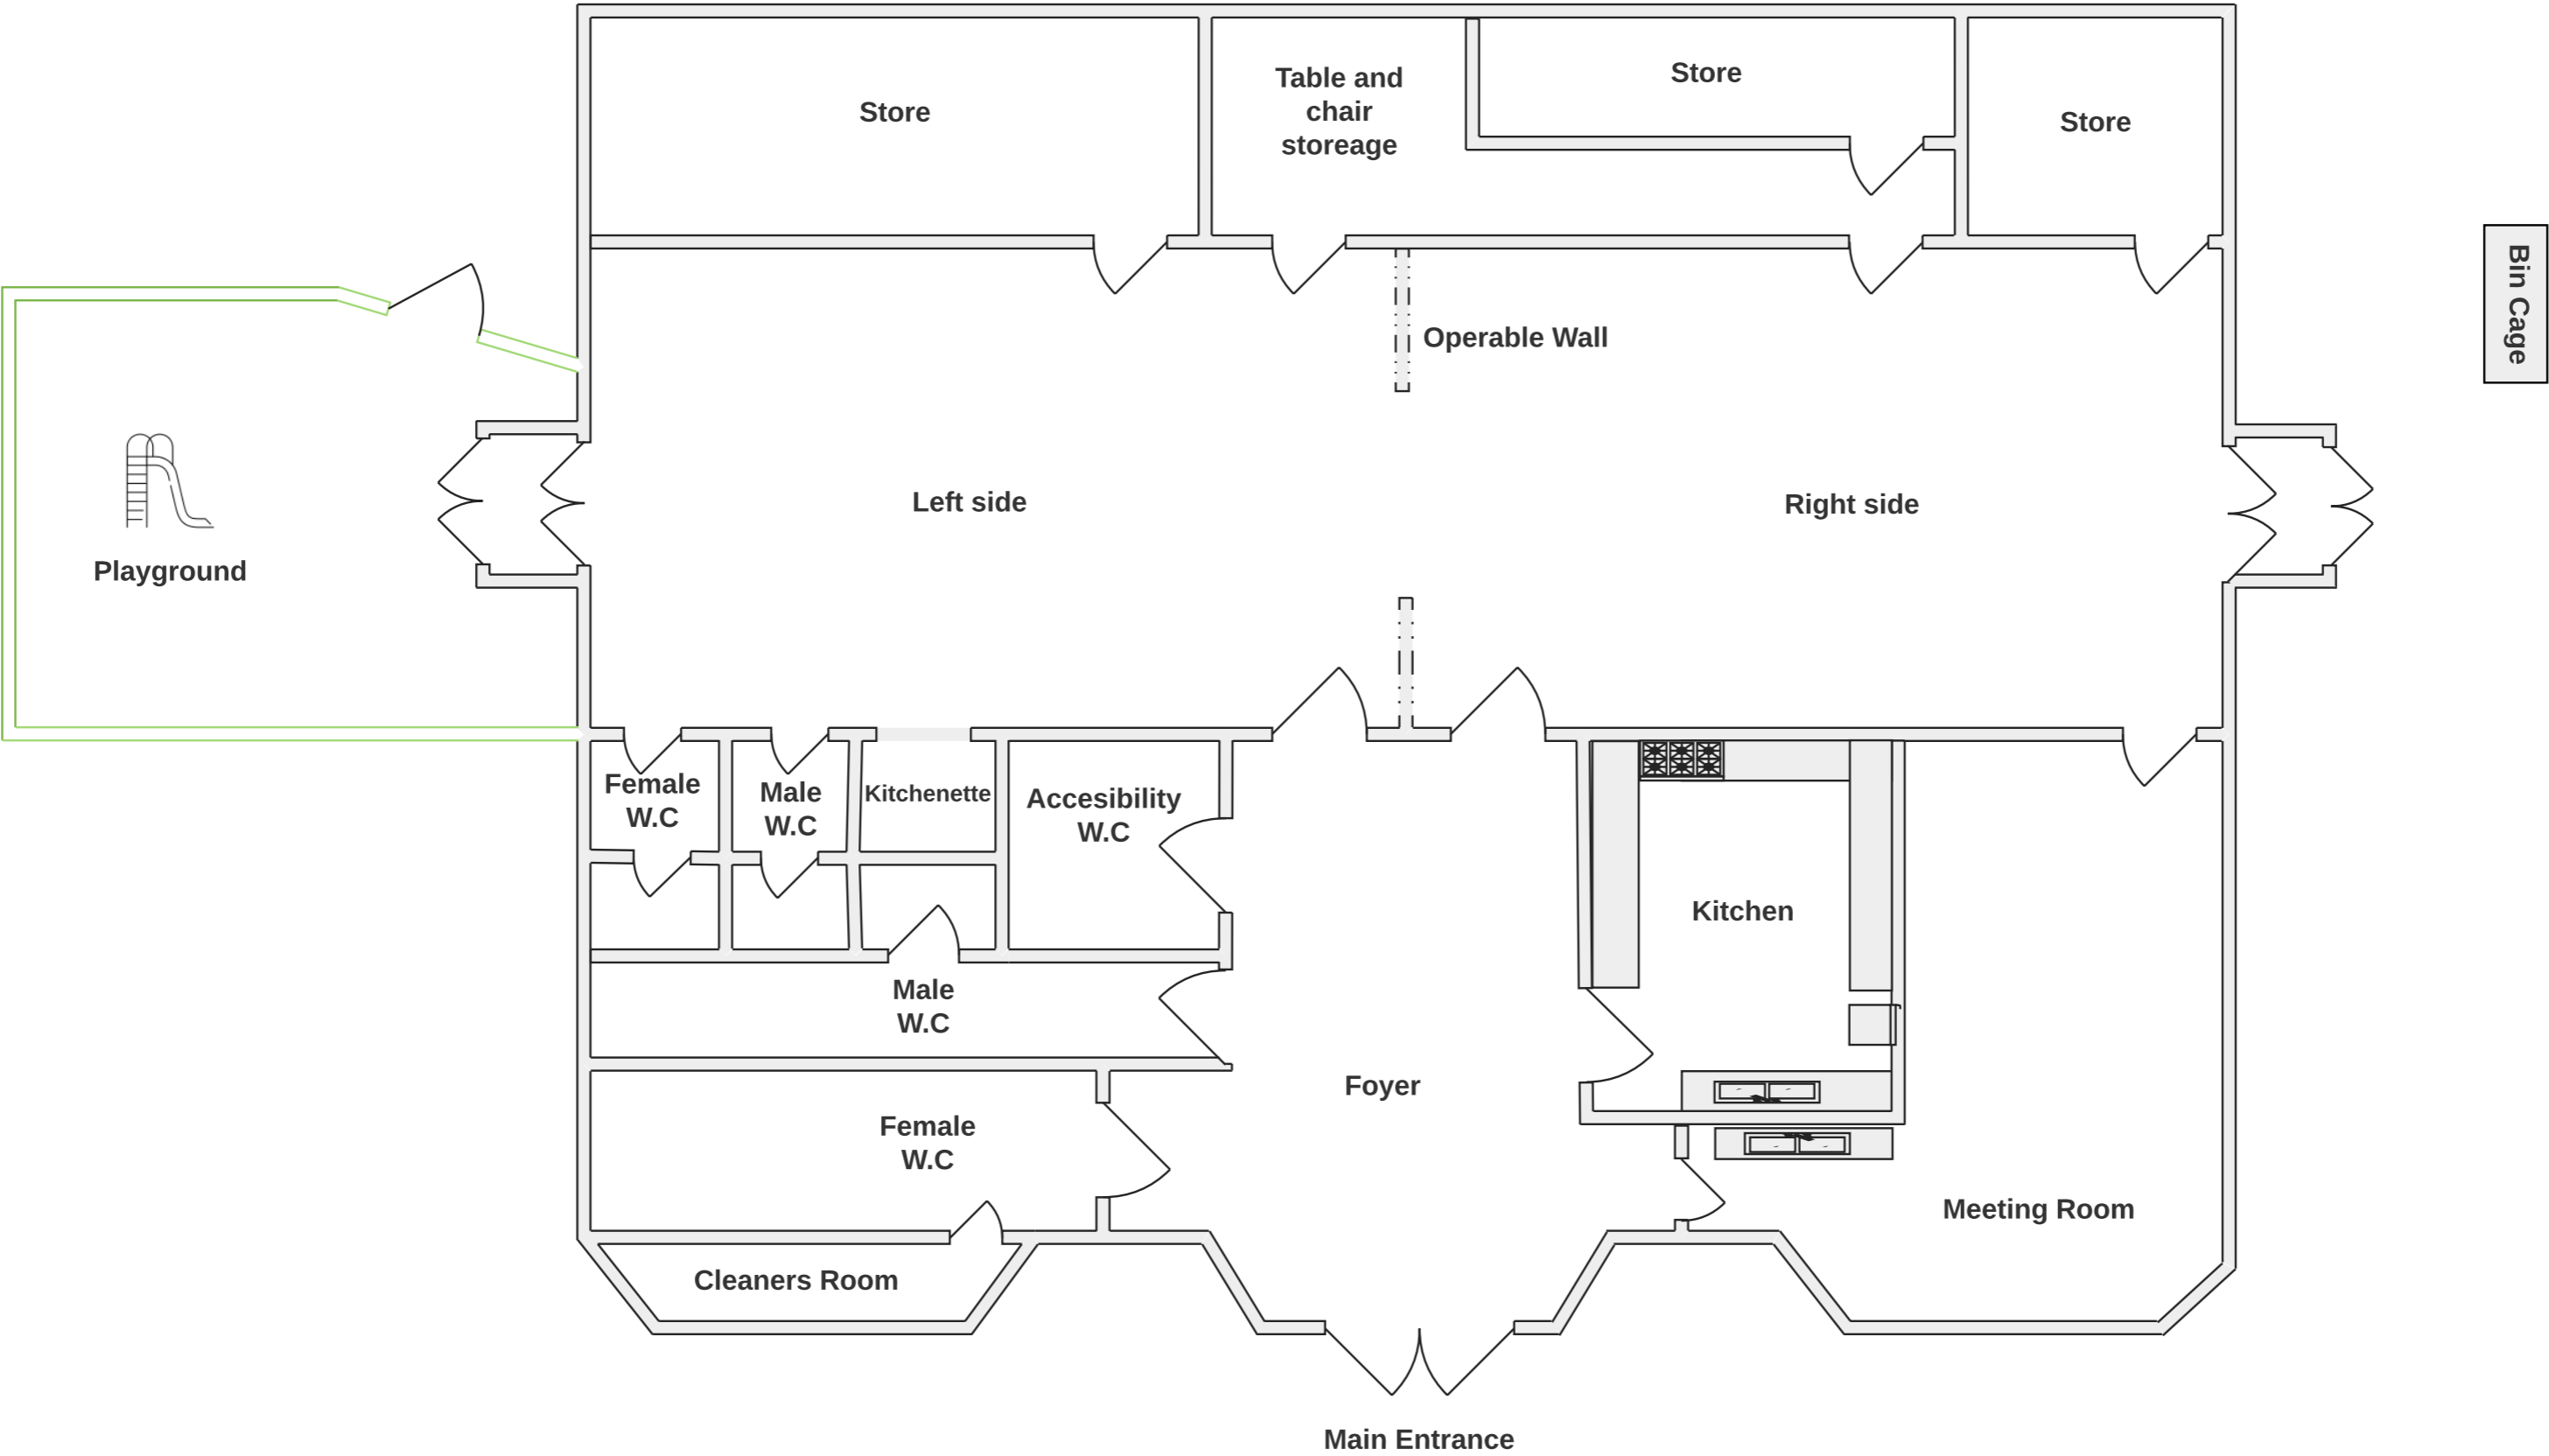 Store
Table and
chair
storeage
Store
Store
Bin Cage
Operable Wall
Left side
Right side
Playground
Female
W.C
Male
W.C
Kitchenette
Accesibility
W.C
Kitchen
Male
W.C
Foyer
Female
W.C
Meeting Room
Cleaners Room
Main Entrance